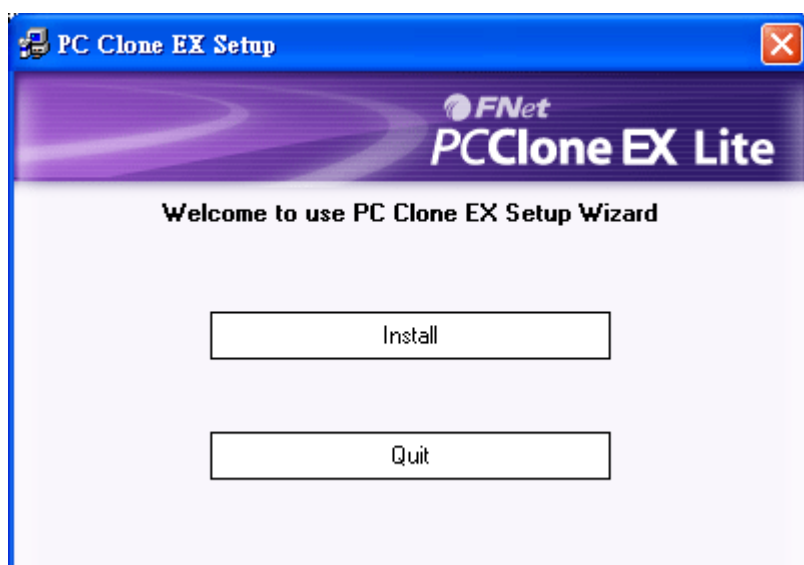 PC Clone EX Setup
FNet
PCClone EX Lite
Welcome to use PC Clone EX Setup Wizard
Install
Quit